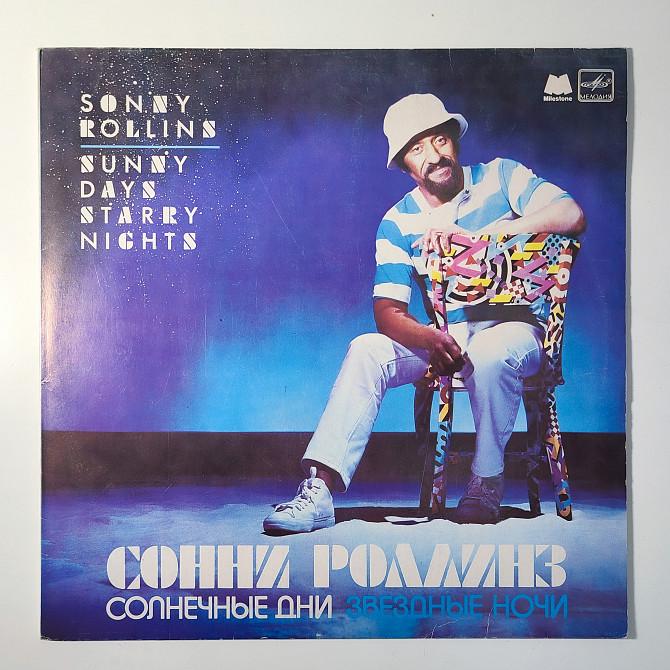 SONNY
ROLLINS
SUNNY
DAYS
STARRY
NIGHTS
Milestone
МЕЛОДИЯ
СОННИ РОЛЛИНЗ
СОЛНЕЧНЫЕ ДНИ ЗВЕЗДНЫЕ НОЧИ